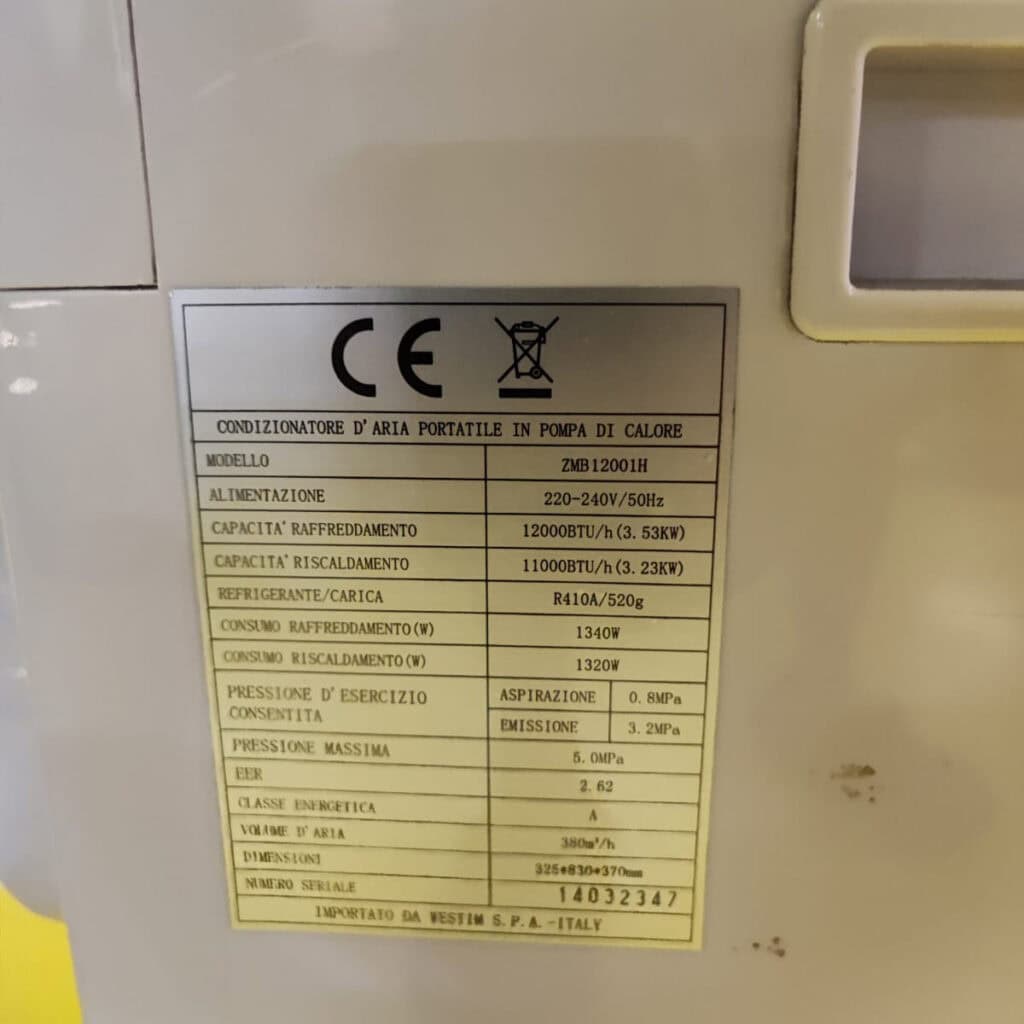 CE
CONDIZIONATORE D'ARIA PORTATILE IN POMPA DI CALORE
MODELLO ZMB12001H
ALIMENTAZIONE 220-240V/50Hz
CAPACITA' RAFFREDDAMENTO 12000BTU/h(3.53KW)
CAPACITA' RISCALDAMENTO 11000BTU/h(3.23KW)
REFRIGERANTE/CARICA R410A/520g
CONSUMO RAFFREDDAMENTO(W) 1340W
CONSUMO RISCALDAMENTO(W) 1320W
PRESSIONE D'ESERCIZIO CONSENTITA ASPIRAZIONE 0.8MPa
EMISSIONE 3.2MPa
PRESSIONE MASSIMA 5.0MPa
EER 2.62
CLASSE ENERGETICA A
VOLUME D'ARIA 380m³/h
DIMENSIONI 325*830*370mm
NUMERO SERIALE 14032347
IMPORTATO DA VESTIM S.P.A.-ITALY